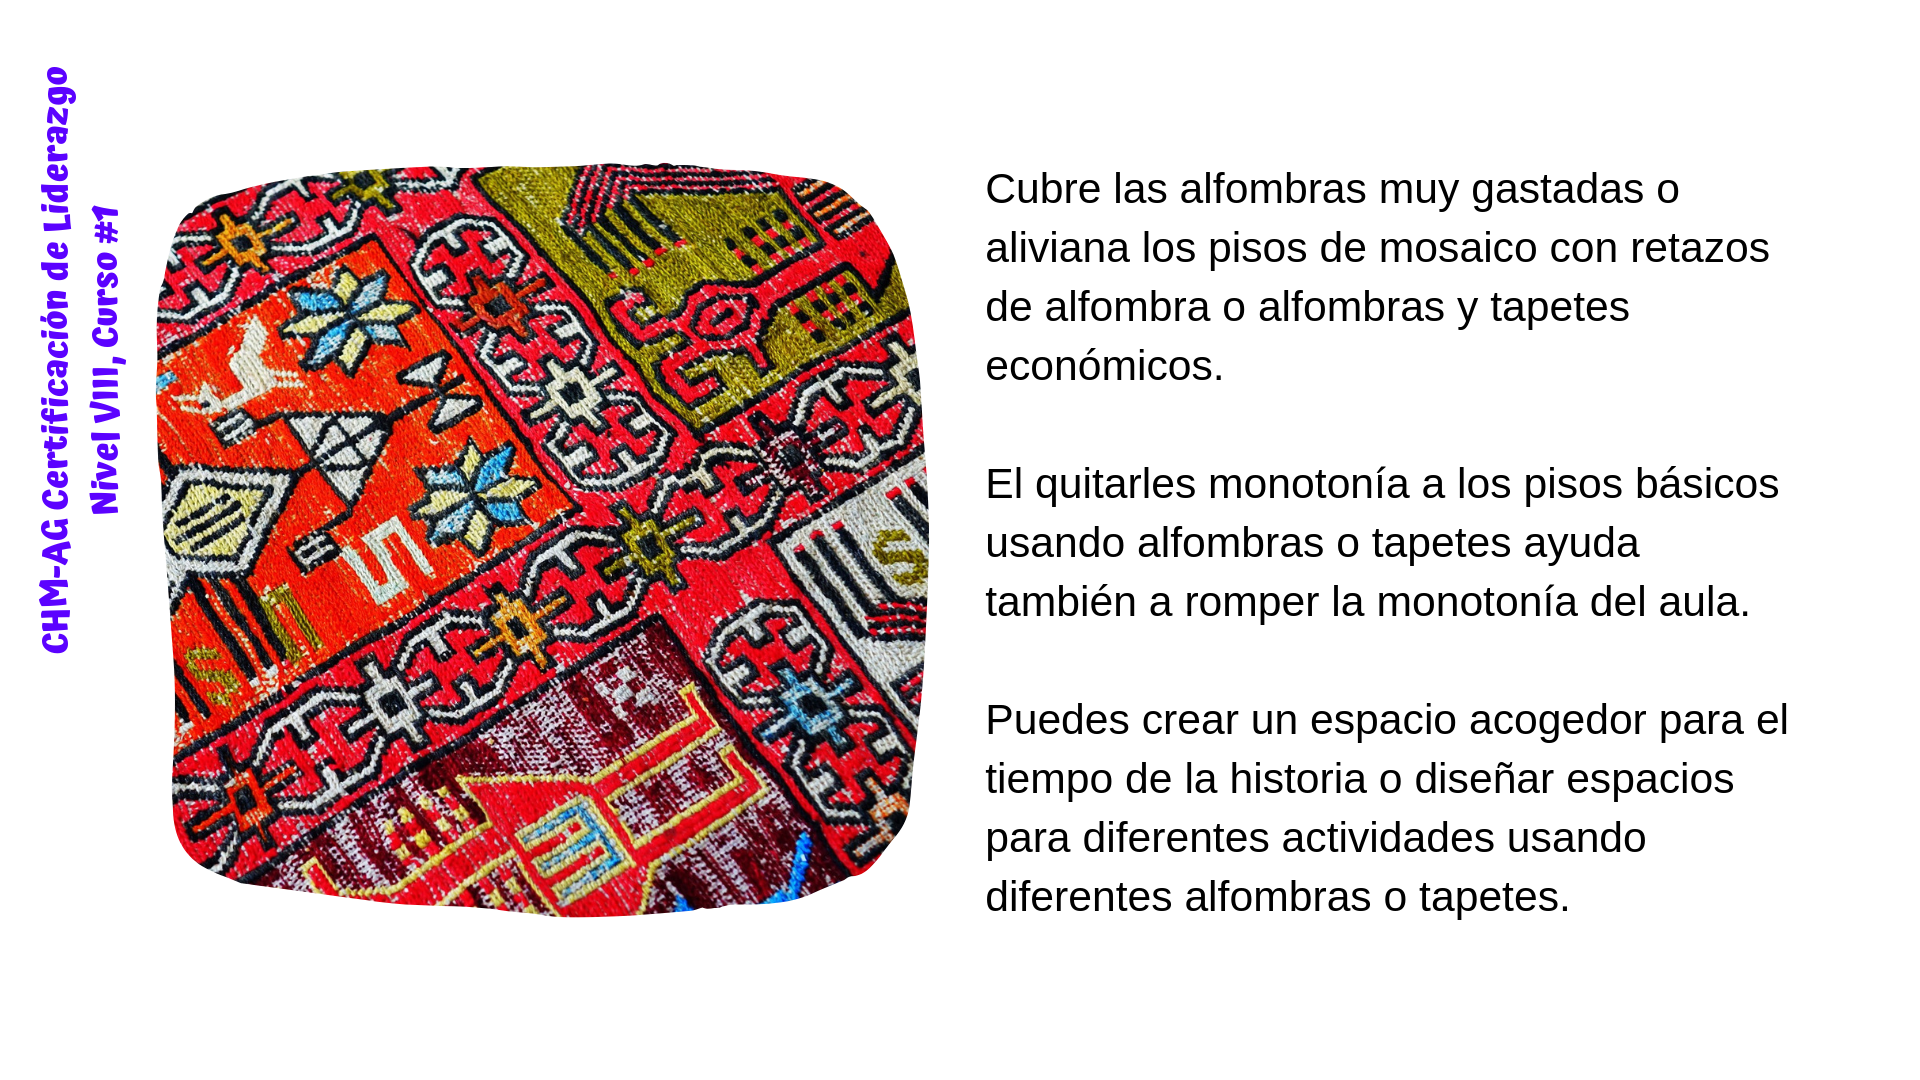 CHM-AG Certificación de Liderazgo
Nivel VIII, Curso #1
Cubre las alfombras muy gastadas o
aliviana los pisos de mosaico con retazos
de alfombra o alfombras y tapetes
económicos.
El quitarles monotonía a los pisos básicos
usando alfombras o tapetes ayuda
también a romper la monotonía del aula.
Puedes crear un espacio acogedor para el
tiempo de la historia o diseñar espacios
para diferentes actividades usando
diferentes alfombras o tapetes.